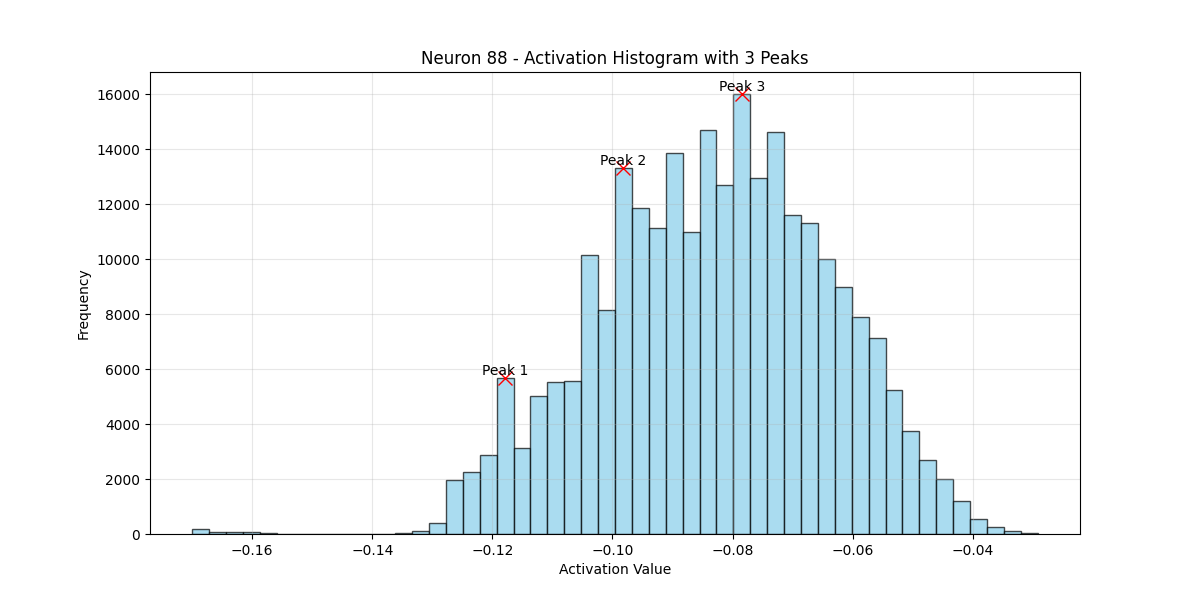 Neuron 88 - Activation Histogram with 3 Peaks
Peak 3
Peak 2
Peak 1
16000
14000
12000
10000
8000
6000
4000
2000
0
Frequency
−0.16
−0.14
−0.12
−0.10
−0.08
−0.06
−0.04
Activation Value